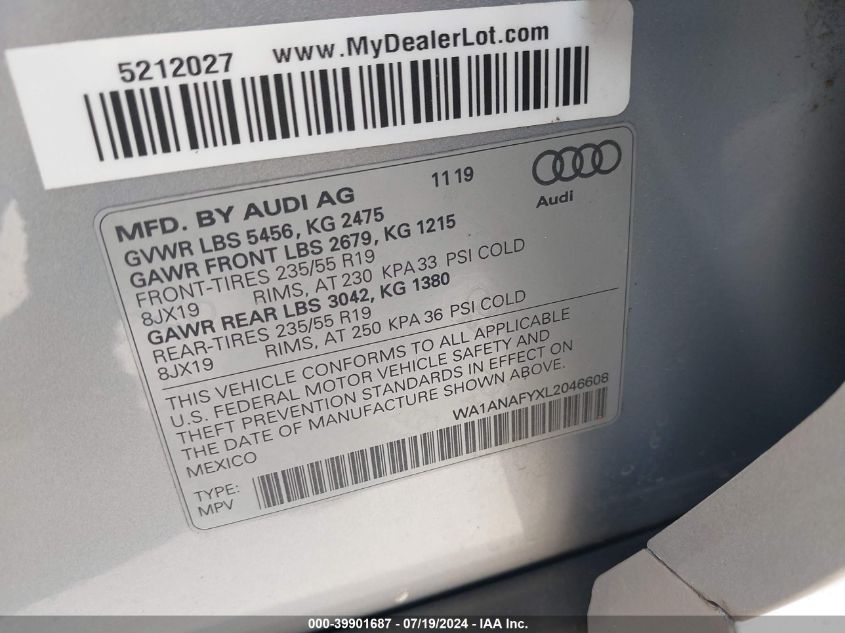 5212027 www.MyDealerLot.com
MFD. BY AUDI AG 11 19
Audi
GVWR LBS 5456, KG 2475
GAWR FRONT LBS 2679, KG 1215
FRONT-TIRES 235/55 R19
8JX19 RIMS, AT 230 KPA 33 PSI COLD
GAWR REAR LBS 3042, KG 1380
REAR-TIRES 235/55 R19
8JX19 RIMS, AT 250 KPA 36 PSI COLD
THIS VEHICLE CONFORMS TO ALL APPLICABLE
U.S. FEDERAL MOTOR VEHICLE SAFETY AND
THEFT PREVENTION STANDARDS IN EFFECT ON
THE DATE OF MANUFACTURE SHOWN ABOVE.
MEXICO WA1ANAFYXL2046608
TYPE:
MPV
000-39901687 - 07/19/2024 - IAA Inc.